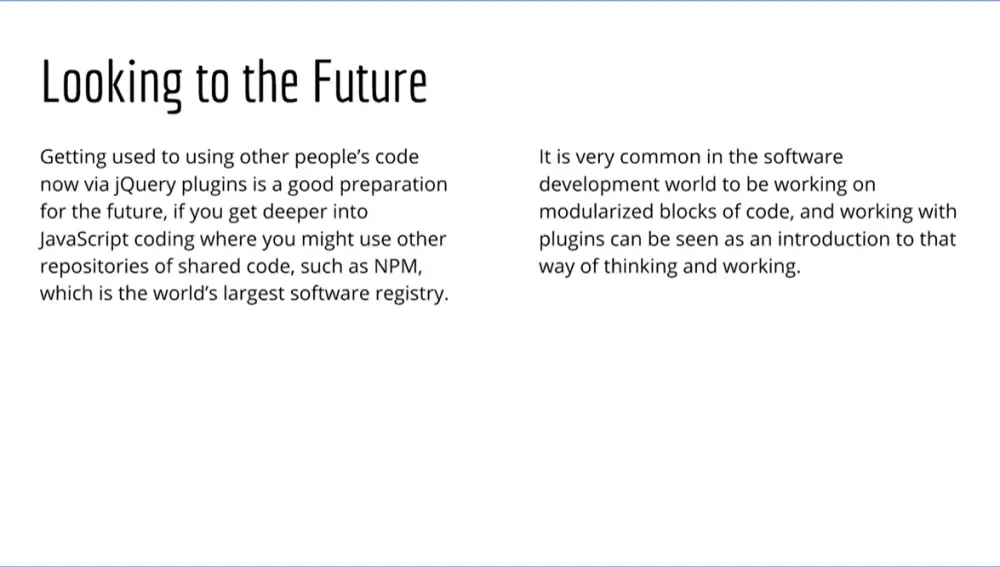 Looking to the Future
Getting used to using other people’s code
now via jQuery plugins is a good preparation
for the future, if you get deeper into
JavaScript coding where you might use other
repositories of shared code, such as NPM,
which is the world’s largest software registry.
It is very common in the software
development world to be working on
modularized blocks of code, and working with
plugins can be seen as an introduction to that
way of thinking and working.